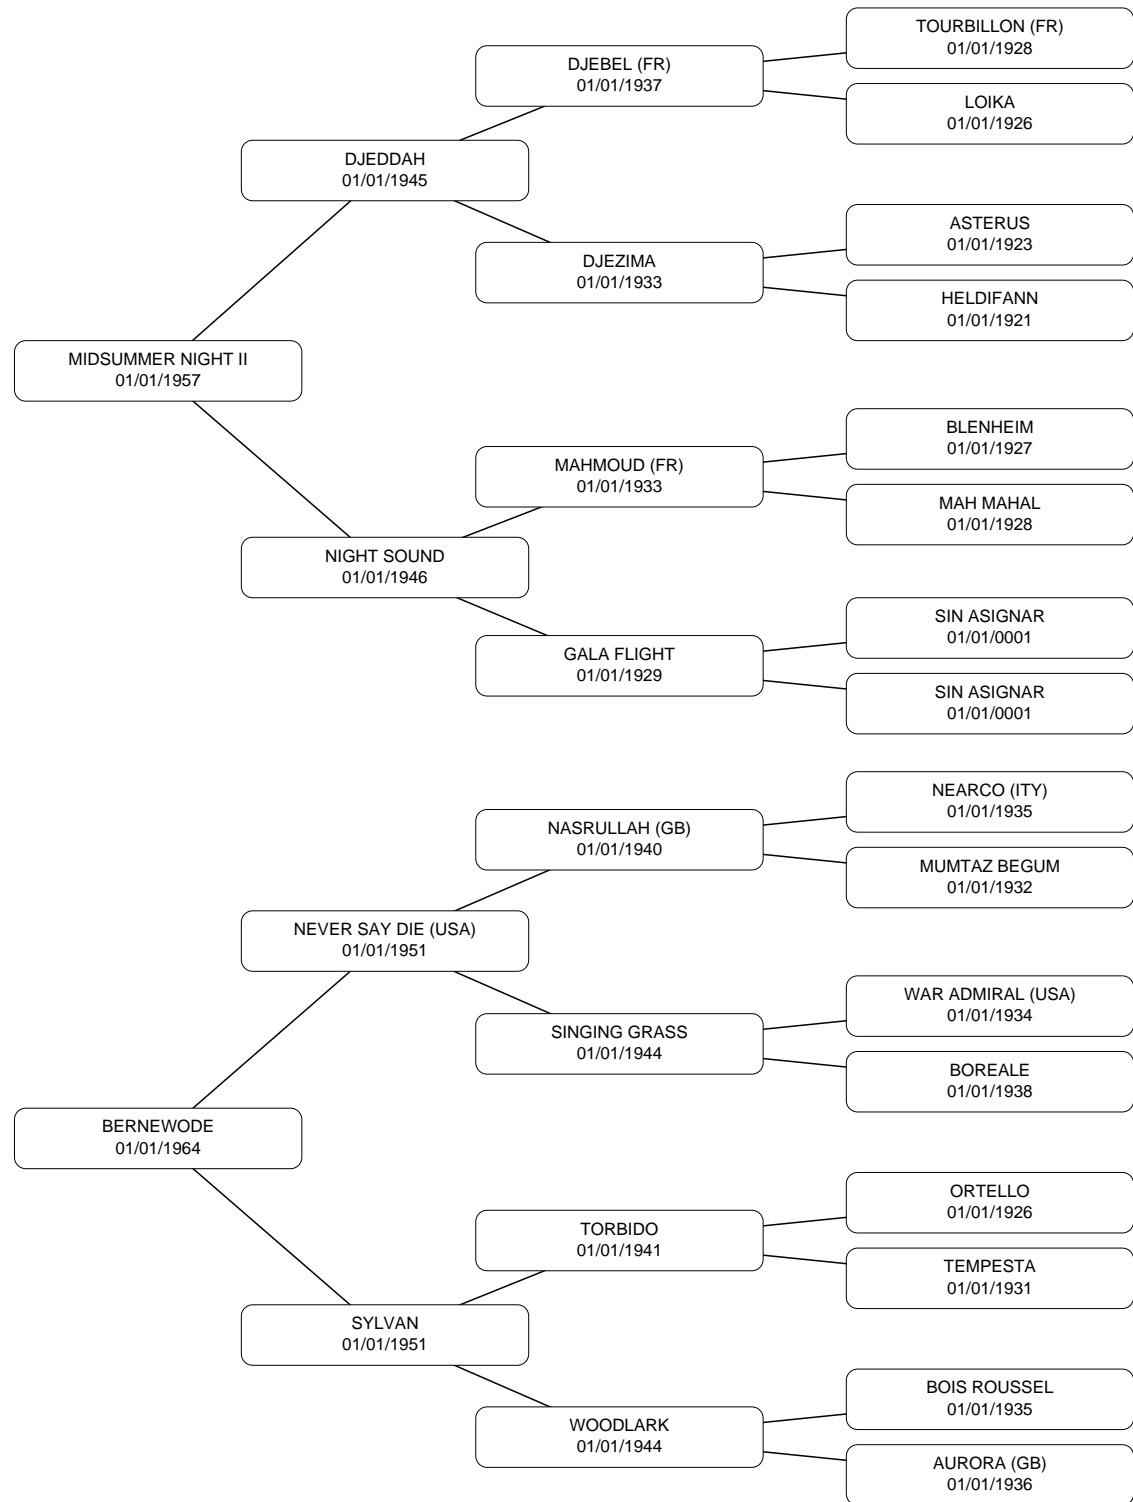 TOURBILLON (FR)
01/01/1928
DJEBEL (FR)
01/01/1937
LOIKA
01/01/1926
DJEDDAH
01/01/1945
ASTERUS
01/01/1923
DJEZIMA
01/01/1933
HELDIFANN
01/01/1921
MIDSUMMER NIGHT II
01/01/1957
BLENHEIM
01/01/1927
MAHMOUD (FR)
01/01/1933
MAH MAHAL
01/01/1928
NIGHT SOUND
01/01/1946
SIN ASIGNAR
01/01/0001
GALA FLIGHT
01/01/1929
SIN ASIGNAR
01/01/0001
NEARCO (ITY)
01/01/1935
NASRULLAH (GB)
01/01/1940
MUMTAZ BEGUM
01/01/1932
NEVER SAY DIE (USA)
01/01/1951
WAR ADMIRAL (USA)
01/01/1934
SINGING GRASS
01/01/1944
BOREALE
01/01/1938
BERNEWODE
01/01/1964
ORTELLO
01/01/1926
TORBIDO
01/01/1941
TEMPESTA
01/01/1931
SYLVAN
01/01/1951
BOIS ROUSSEL
01/01/1935
WOODLARK
01/01/1944
AURORA (GB)
01/01/1936